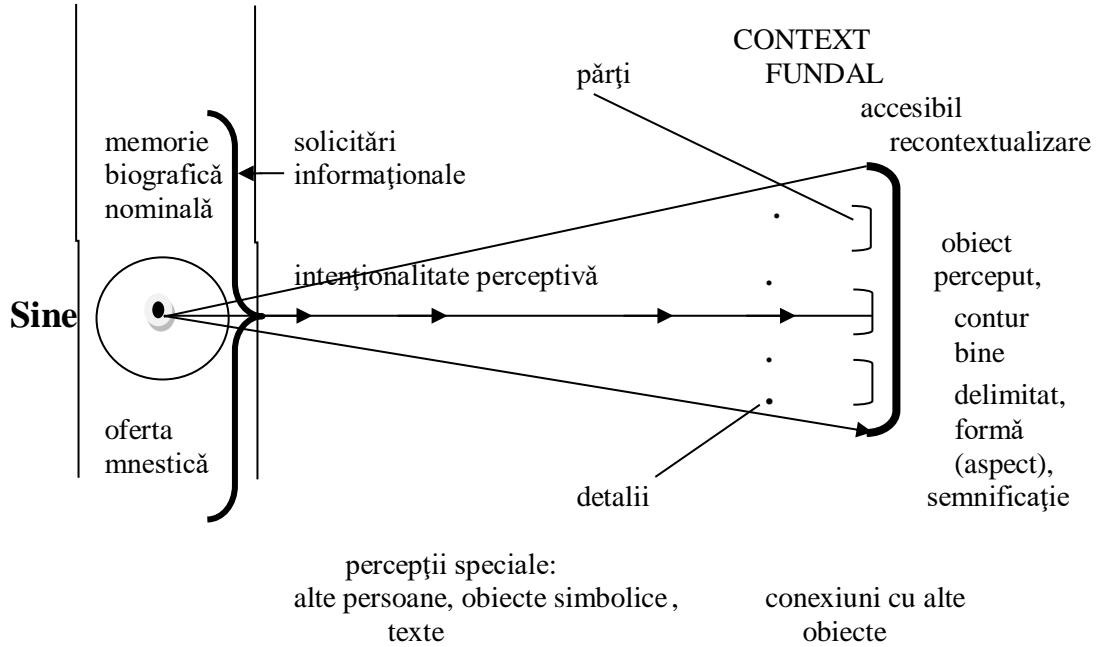 CONTEXT
FUNDAL
părţi
accesibil
recontextualizare
memorie
biografică
nominală
solicitări
informaţionale
intenţionalitate perceptivă
Sine
obiect
perceput,
contur
bine
delimitat,
formă
(aspect),
semnificaţie
oferta
mnestică
detalii
percepţii speciale:
alte persoane, obiecte simbolice,
texte
conexiuni cu alte
obiecte